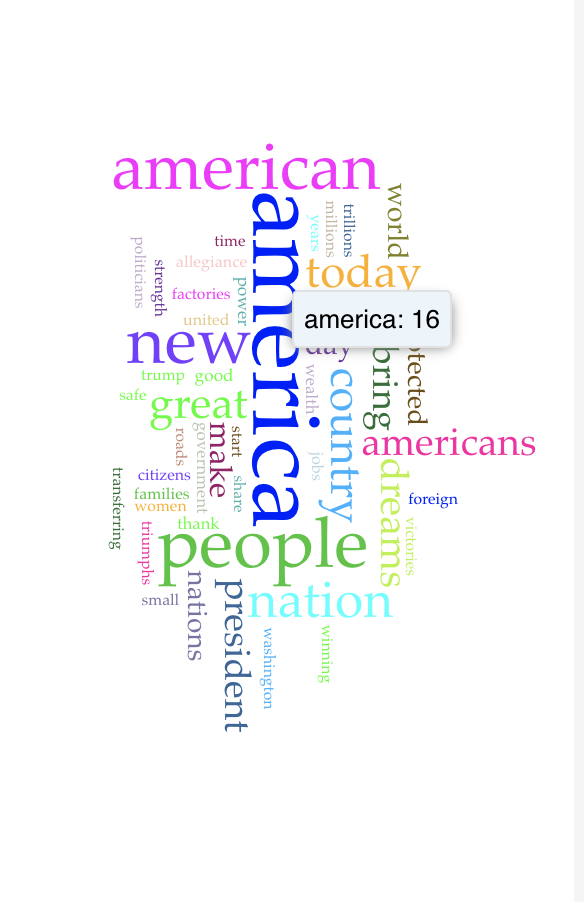 american
world
trillions
millions
years
america
time
politicians
strength
allegiance
today
factories
power
united
america: 16
new
day
bring
trump
good
wealth
country
safe
great
americans
roads
government
make
start
jobs
citizens
share
dreams
families
foreign
women
transferring
thank
victories
triumphs
people
small
nations
president
nation
washington
winning